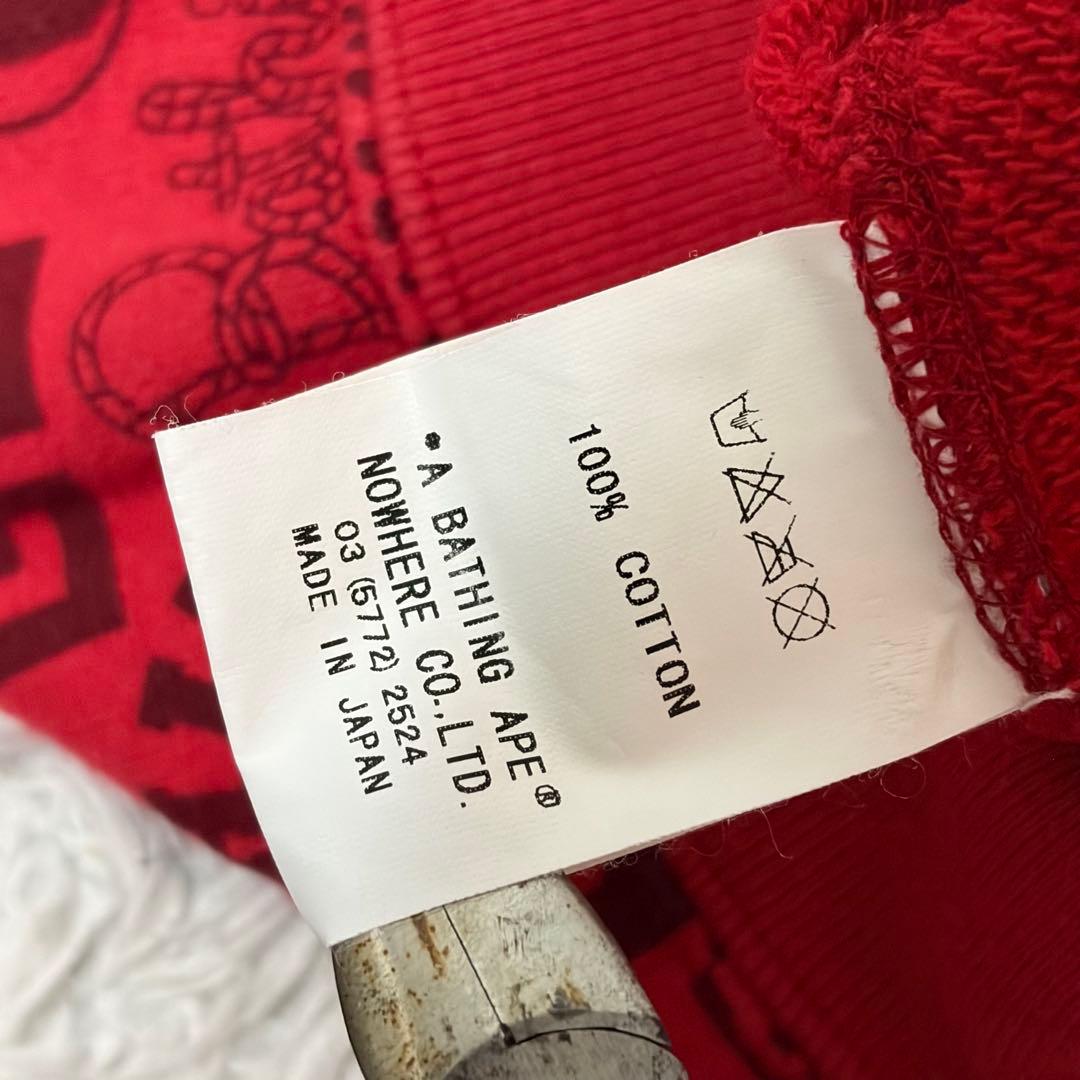 100% COTTON
•A BATHING APE®
NOWHERE CO.,LTD.
03 (5772) 2524
MADE IN JAPAN